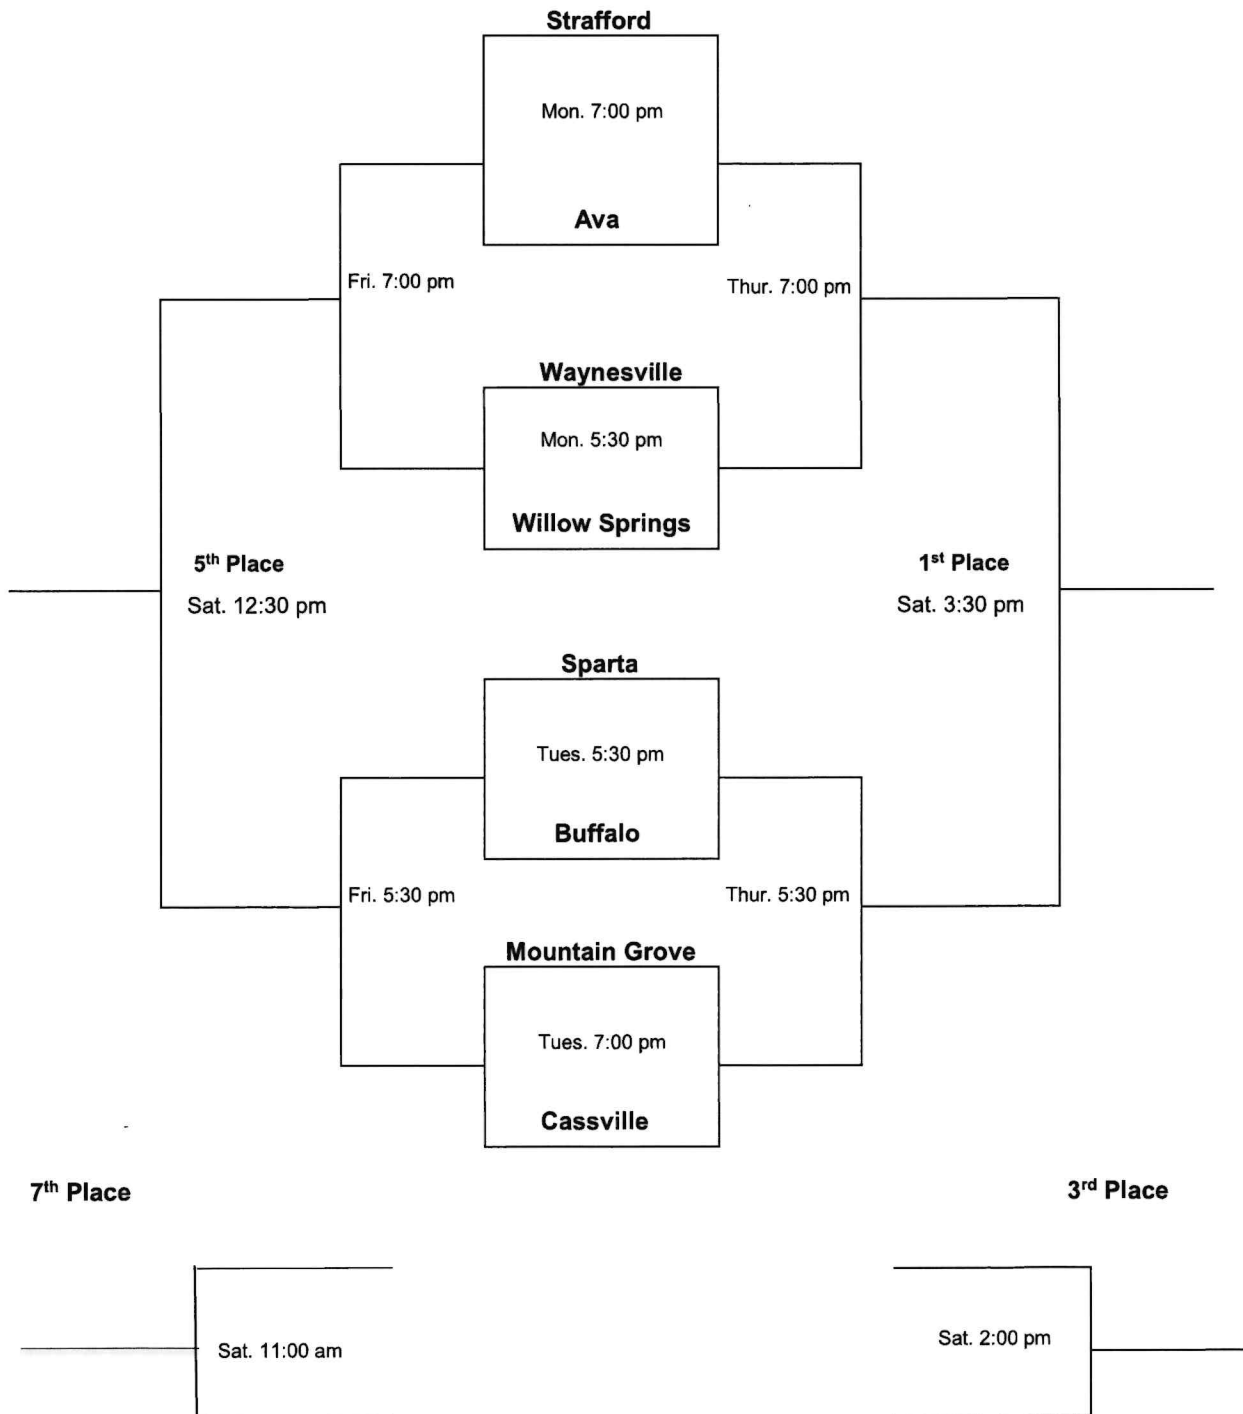 Strafford
Mon. 7:00 pm
Ava
Fri. 7:00 pm
Thur. 7:00 pm
Waynesville
Mon. 5:30 pm
Willow Springs
5th Place
1st Place
Sat. 12:30 pm
Sat. 3:30 pm
Sparta
Tues. 5:30 pm
Buffalo
Fri. 5:30 pm
Thur. 5:30 pm
Mountain Grove
Tues. 7:00 pm
Cassville
7th Place
3rd Place
Sat. 11:00 am
Sat. 2:00 pm